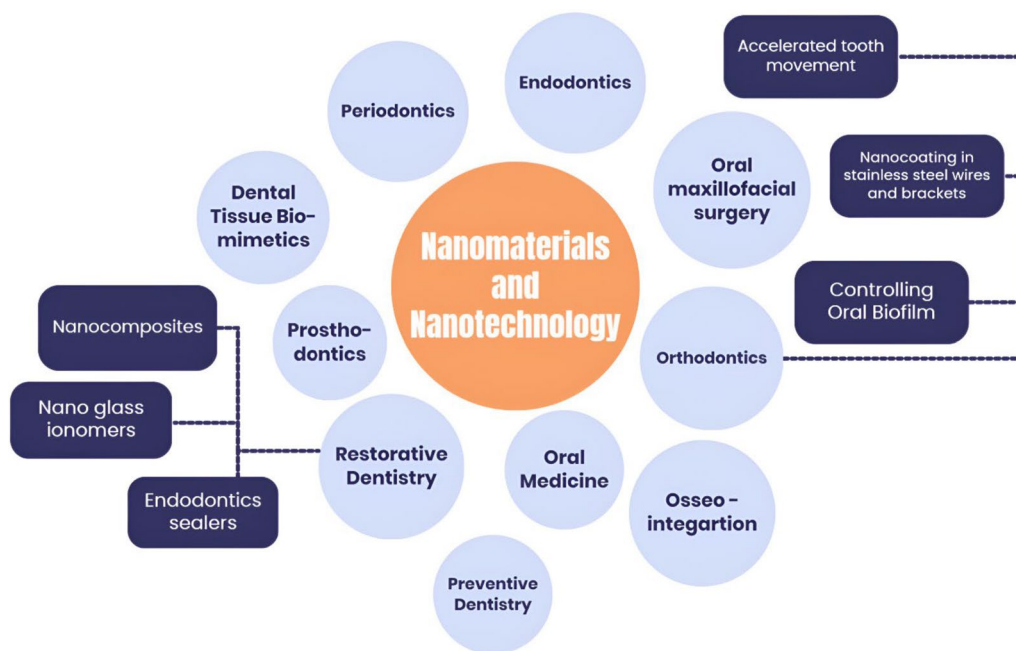 Accelerated tooth
movement
Endodontics
Periodontics
Nanocoating in
stainless steel wires
and brackets
Oral
maxillofacial
surgery
Dental
Tissue Bio-
mimetics
Nanomaterials
and
Nanotechnology
Controlling
Oral Biofilm
Nanocomposites
Prostho-
dontics
Orthodontics
Nano glass
ionomers
Restorative
Dentistry
Oral
Medicine
Osseo -
integartion
Endodontics
sealers
Preventive
Dentistry